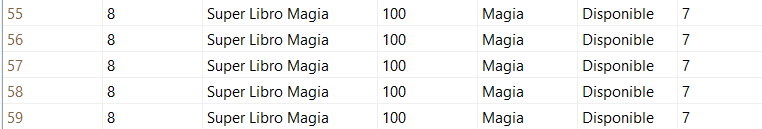 55 8 Super Libro Magia 100 Magia Disponible 7
56 8 Super Libro Magia 100 Magia Disponible 7
57 8 Super Libro Magia 100 Magia Disponible 7
58 8 Super Libro Magia 100 Magia Disponible 7
59 8 Super Libro Magia 100 Magia Disponible 7